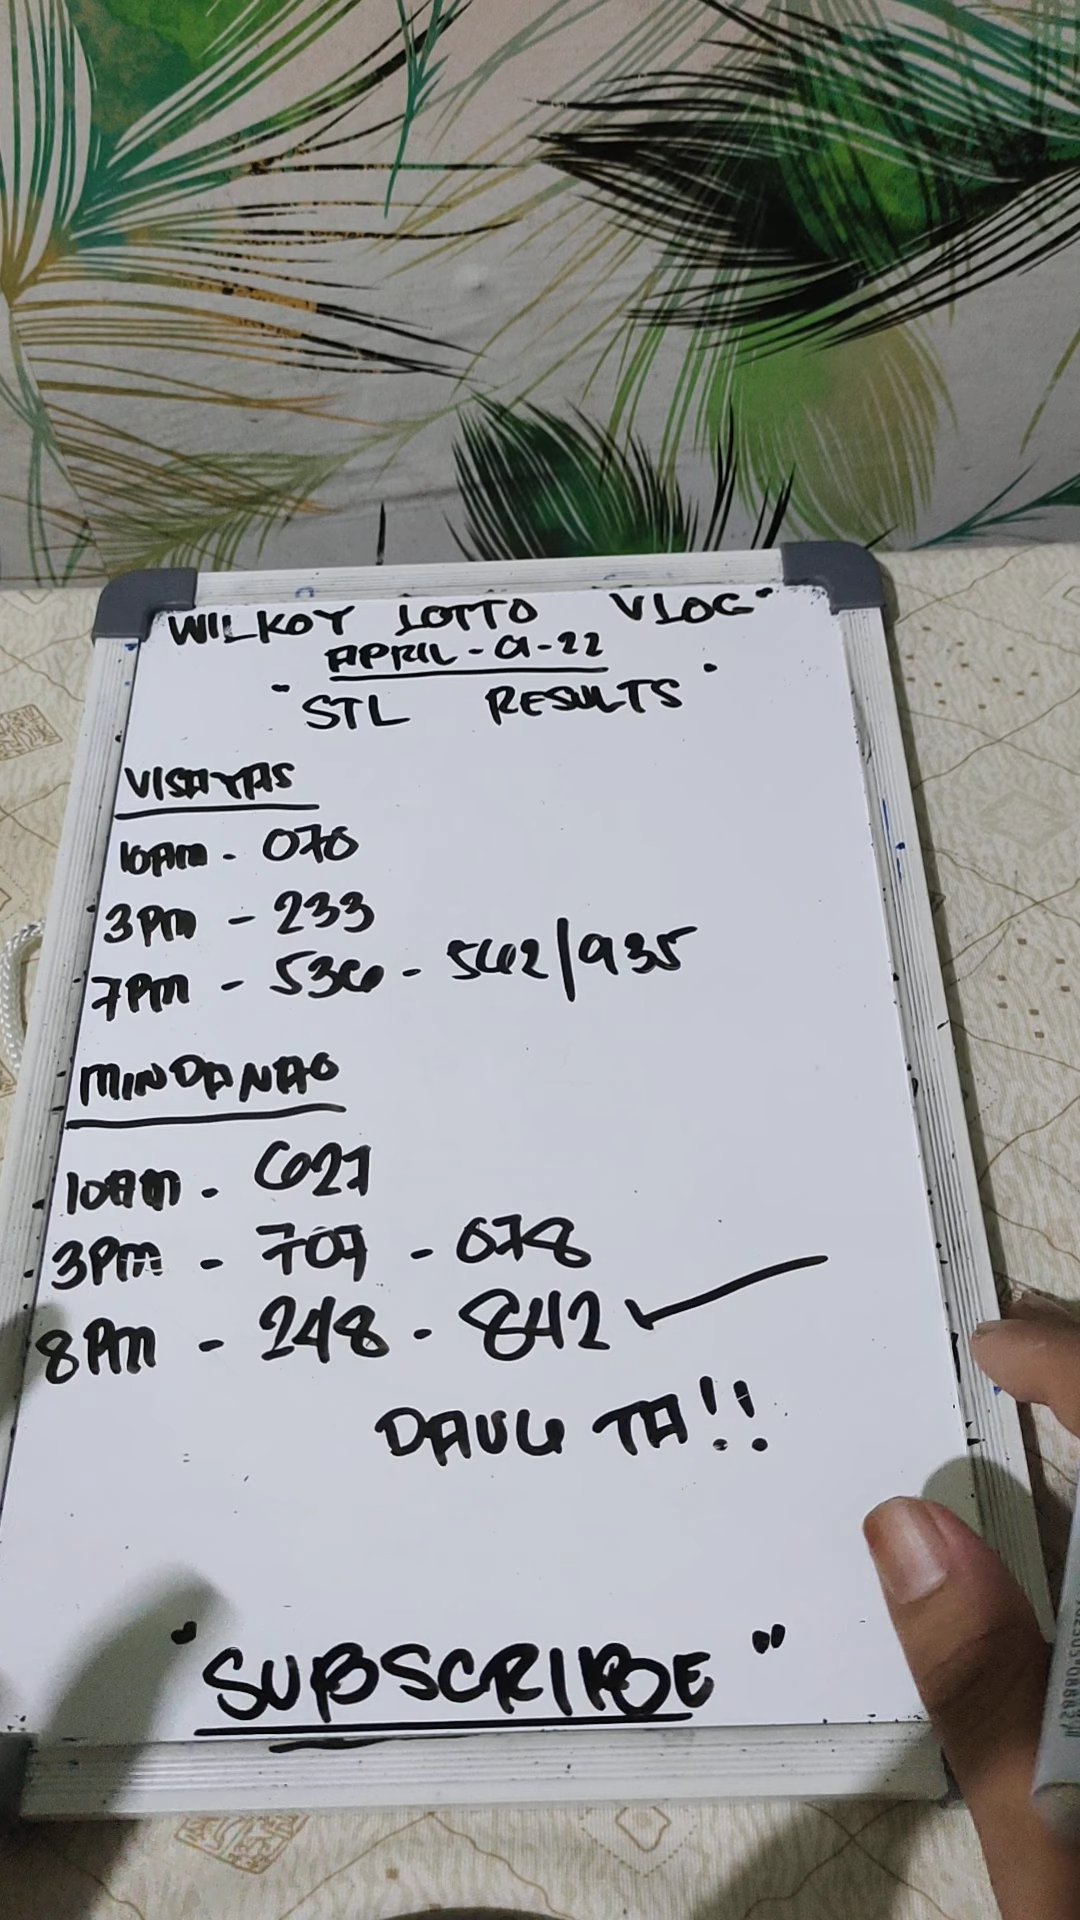 WILKOY LOTTO VLOG"
APRIL-9-22
"STL RESULTS"
VISAYAS
10AM - 070
3PM - 233
7PM - 536 - 562/935
MINDANAO
10AM - 627
3PM - 707 - 078
8PM - 248 - 842 ✓
DAUG TA!!
"SUBSCRIBE"